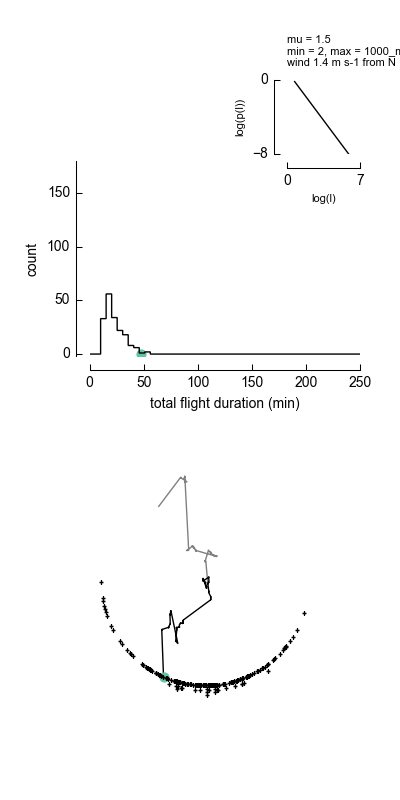 mu = 1.5
min = 2, max = 1000_m
wind 1.4 m s-1 from N
0
−8
log(p(l))
0 7
log(l)
150
100
50
0
count
0 50 100 150 200 250
total flight duration (min)